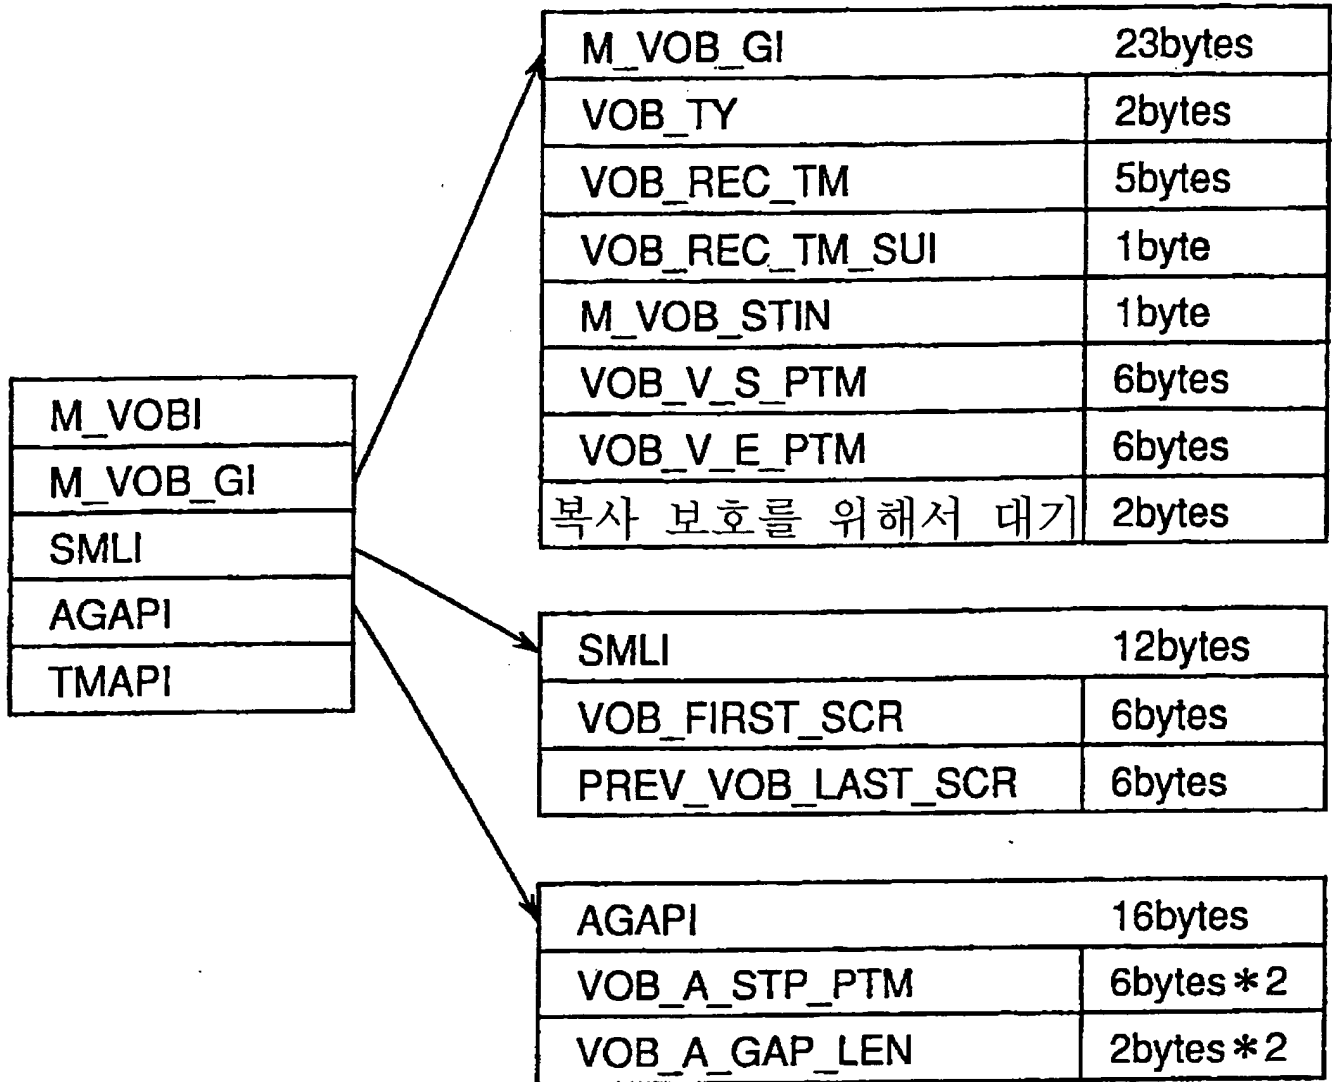 M_VOB_GI 23bytes
VOB_TY 2bytes
VOB_REC_TM 5bytes
VOB_REC_TM_SUI 1byte
M_VOB_STIN 1byte
VOB_V_S_PTM 6bytes
VOB_V_E_PTM 6bytes
복사 보호를 위해서 대기 2bytes
M_VOBI
M_VOB_GI
SMLI
AGAPI
TMAPI
SMLI 12bytes
VOB_FIRST_SCR 6bytes
PREV_VOB_LAST_SCR 6bytes
AGAPI 16bytes
VOB_A_STP_PTM 6bytes*2
VOB_A_GAP_LEN 2bytes*2